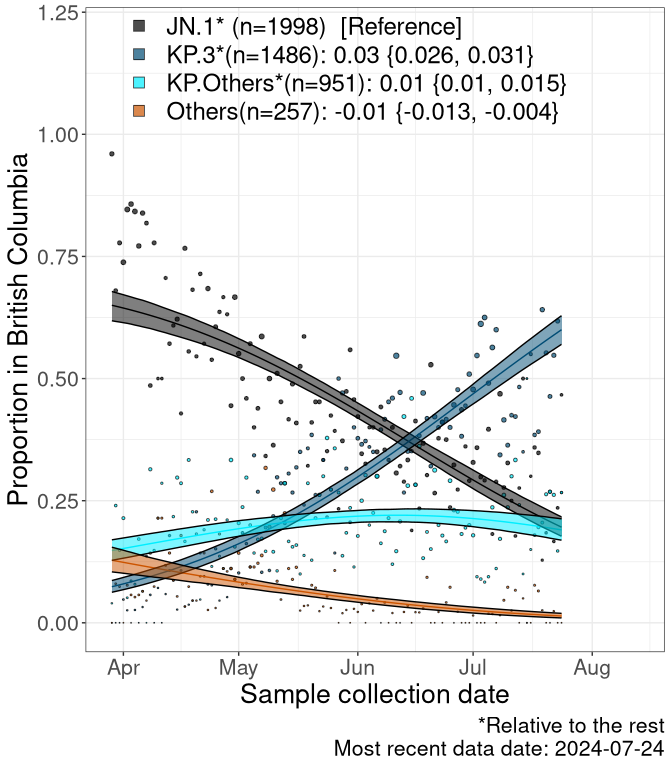 1.25
JN.1* (n=1998)  [Reference]
KP.3*(n=1486): 0.03 {0.026, 0.031}
KP.Others*(n=951): 0.01 {0.01, 0.015}
Others(n=257): -0.01 {-0.013, -0.004}
1.00
0.75
0.50
0.25
0.00
Proportion in British Columbia
Apr May Jun Jul Aug
Sample collection date
*Relative to the rest
Most recent data date: 2024-07-24